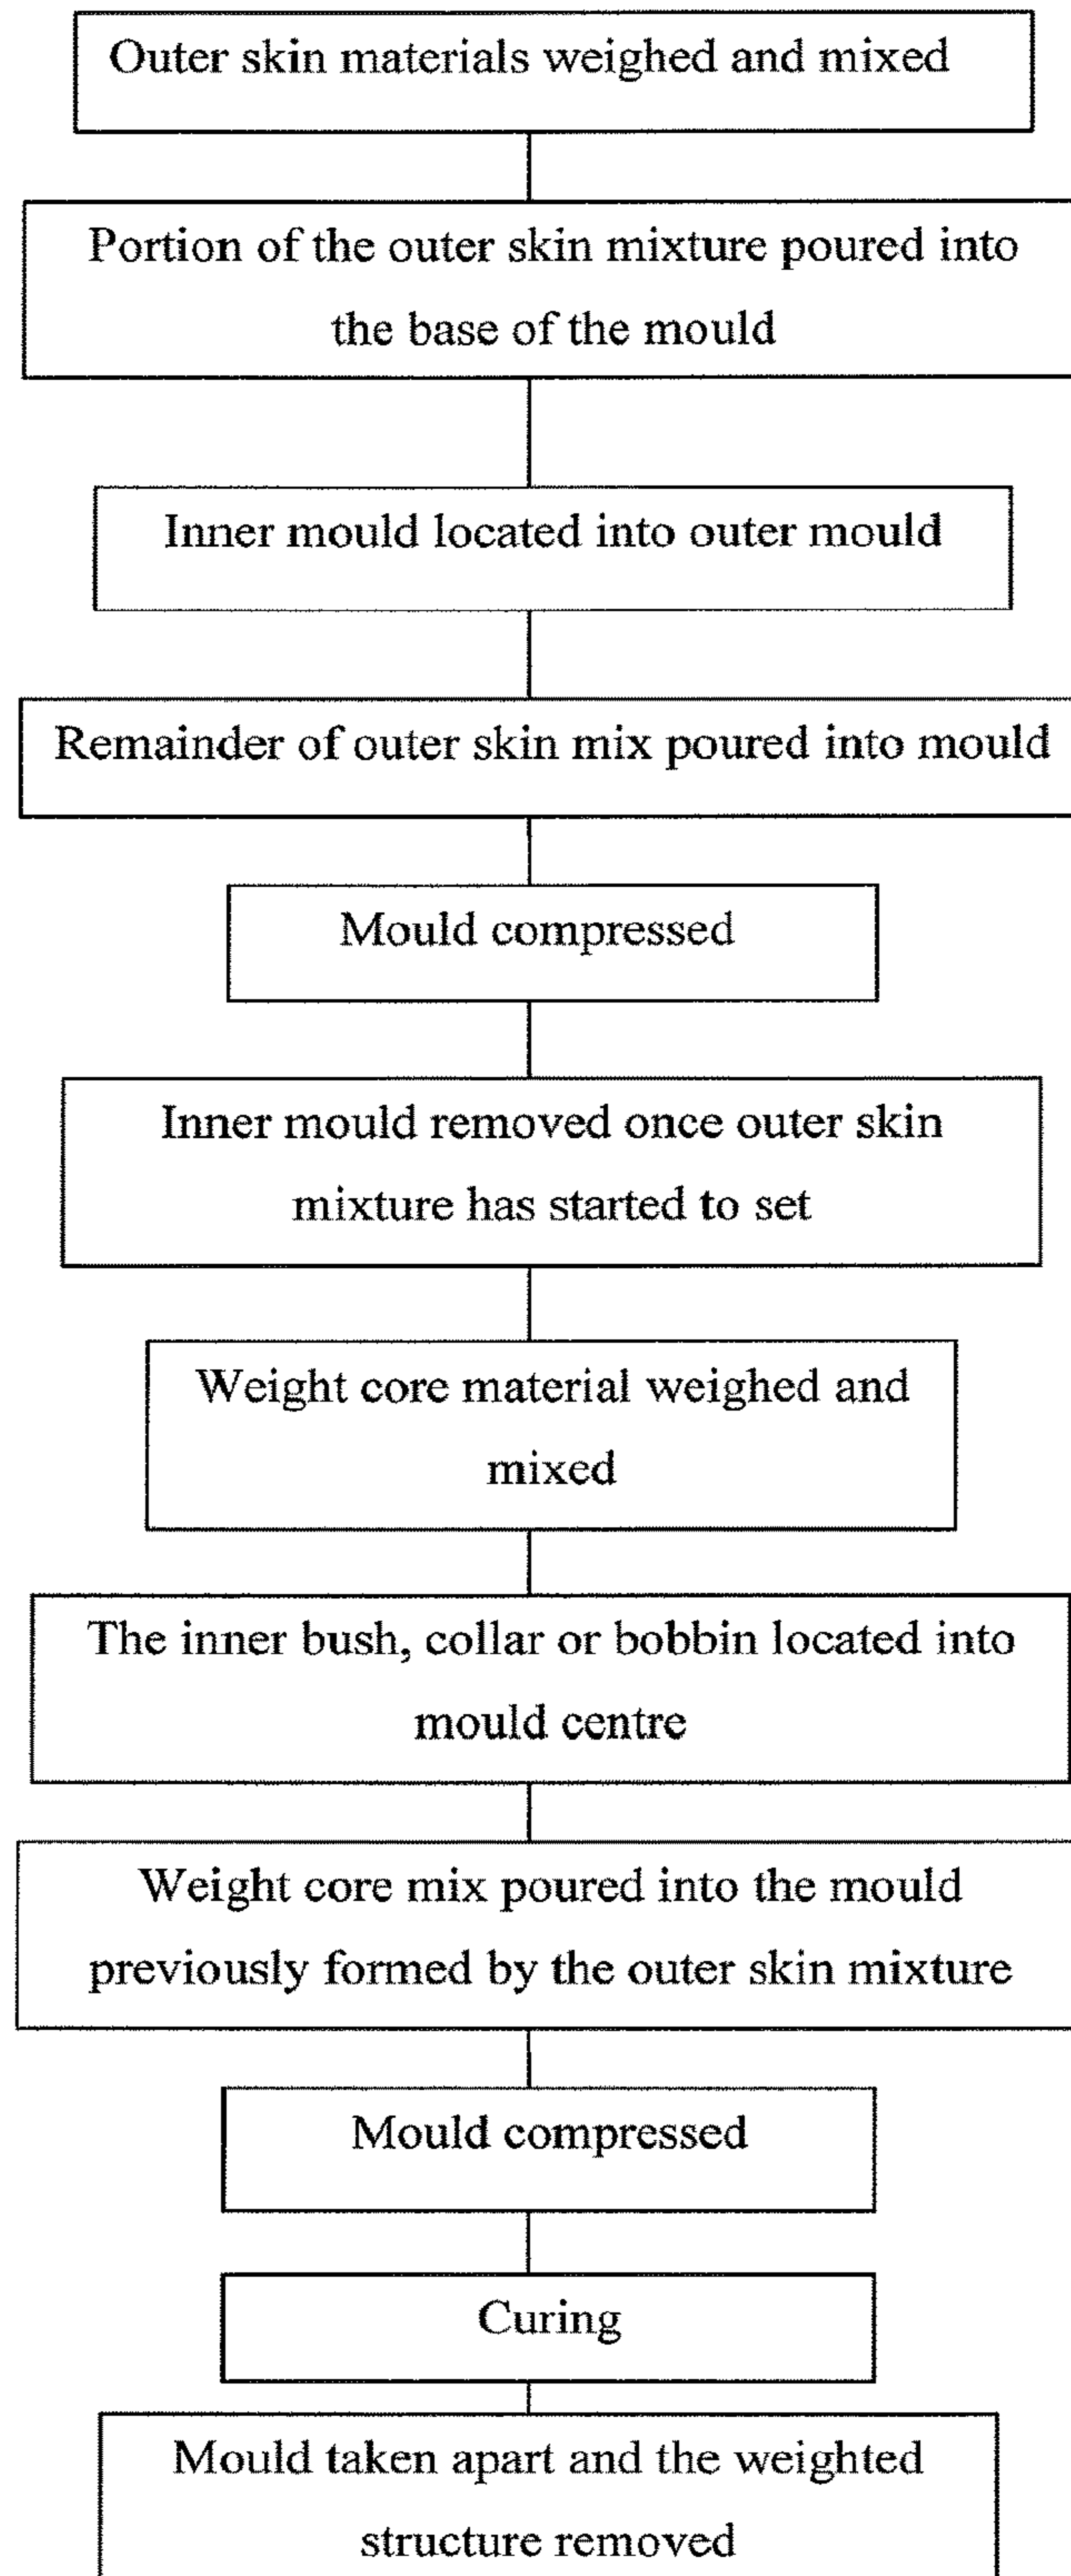 Outer skin materials weighed and mixed
Portion of the outer skin mixture poured into
the base of the mould
Inner mould located into outer mould
Remainder of outer skin mix poured into mould
Mould compressed
Inner mould removed once outer skin
mixture has started to set
Weight core material weighed and
mixed
The inner bush, collar or bobbin located into
mould centre
Weight core mix poured into the mould
previously formed by the outer skin mixture
Mould compressed
Curing
Mould taken apart and the weighted
structure removed